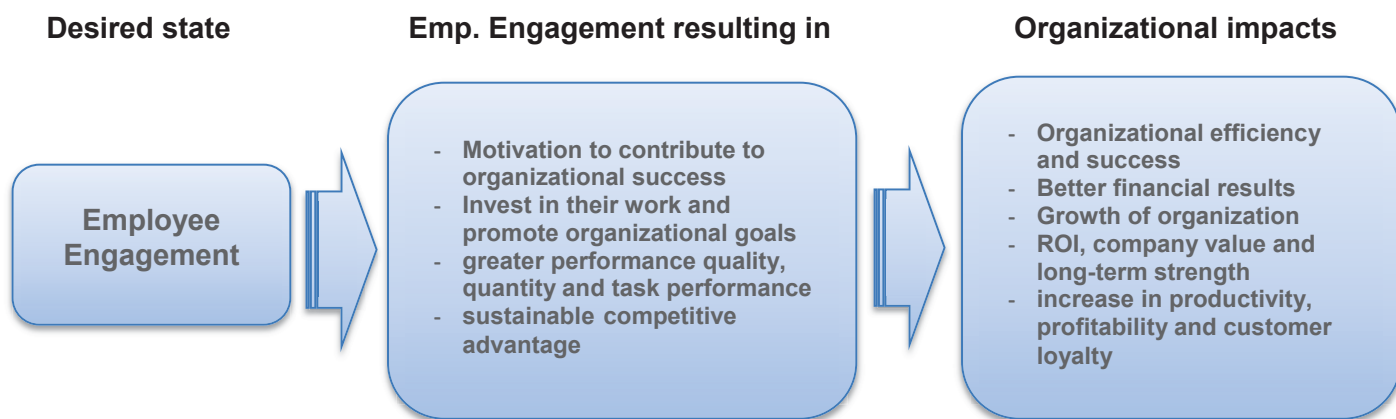 Desired state
Emp. Engagement resulting in
Organizational impacts
Employee
Engagement
- Motivation to contribute to
organizational success
- Invest in their work and
promote organizational goals
- greater performance quality,
quantity and task performance
- sustainable competitive
advantage
- Organizational efficiency
and success
- Better financial results
- Growth of organization
- ROI, company value and
long-term strength
- increase in productivity,
profitability and customer
loyalty